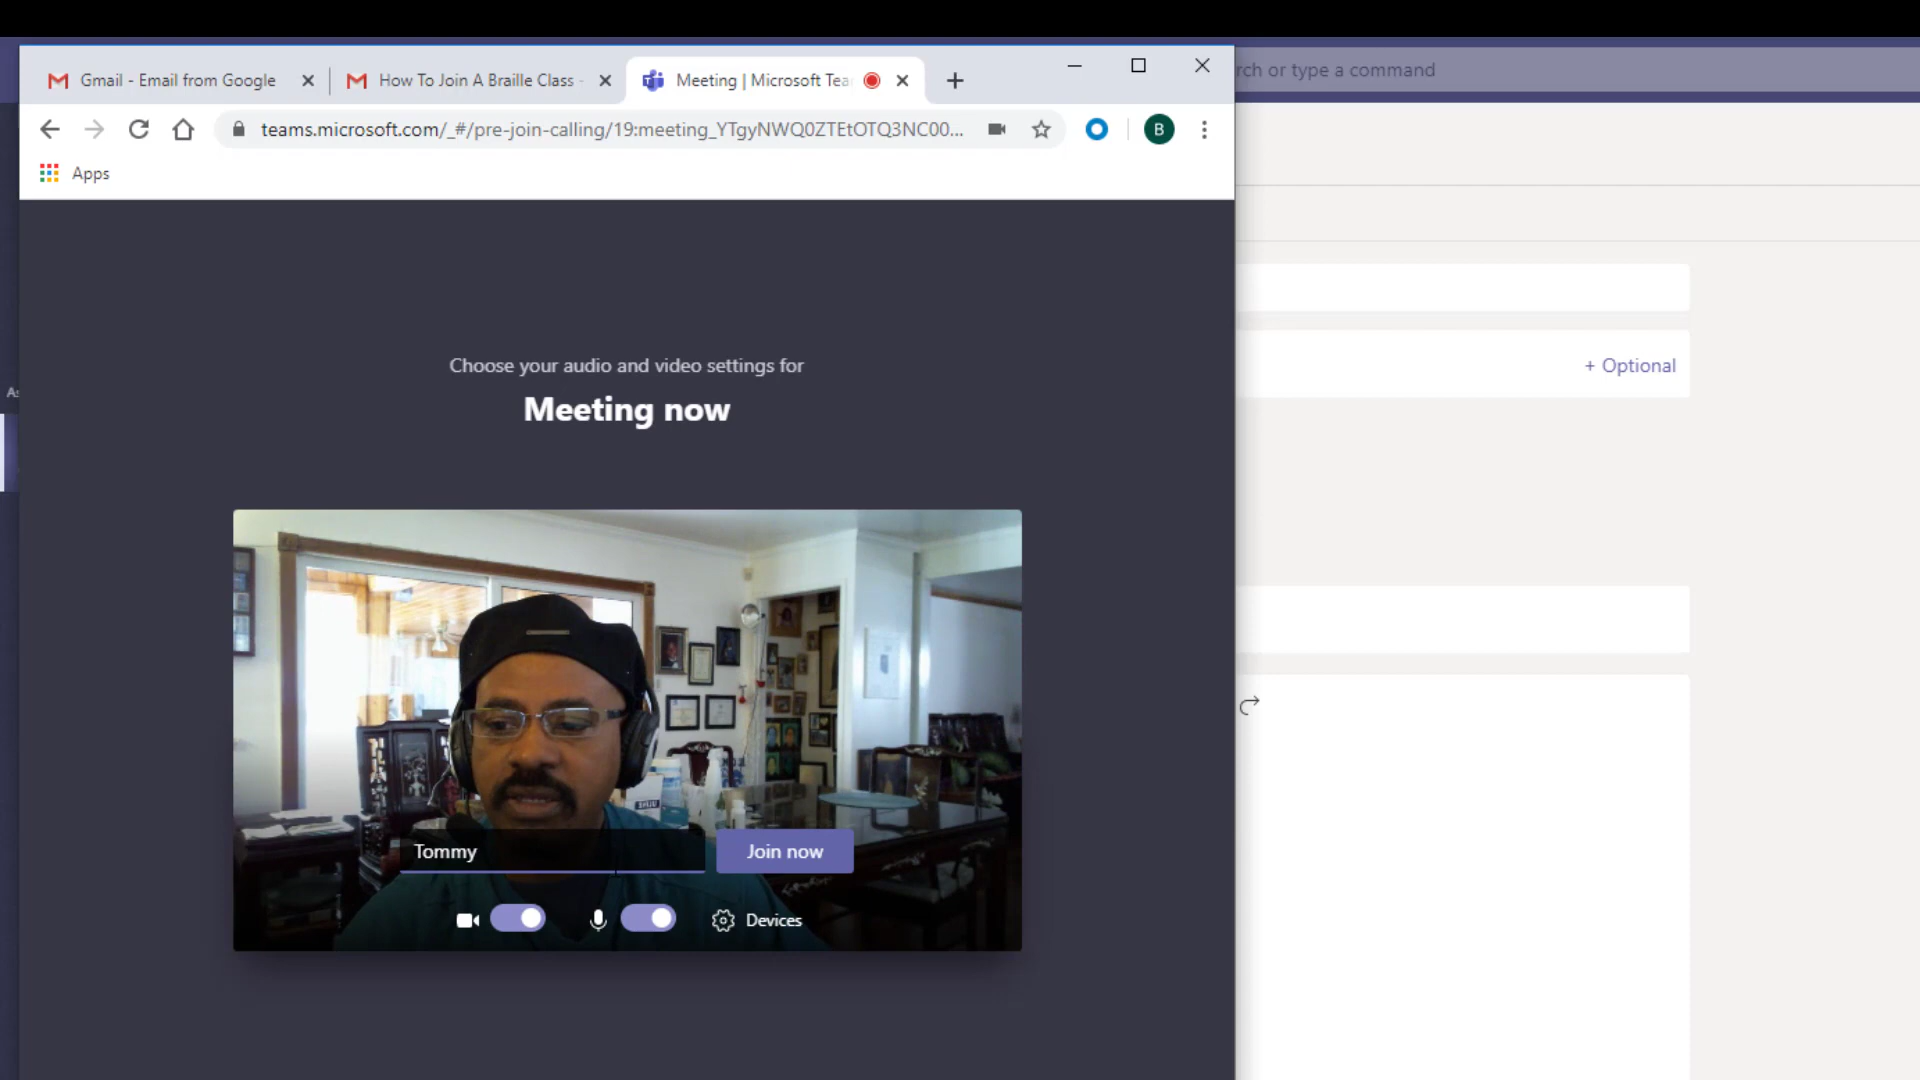 Gmail - Email from Google
How To Join A Braille Class -
Meeting | Microsoft Tea
rch or type a command
teams.microsoft.com/_#/pre-join-calling/19:meeting_YTgyNWQ0ZTEtOTQ3NC00...
B
Apps
Choose your audio and video settings for
Meeting now
+ Optional
As
Tommy
Join now
Devices